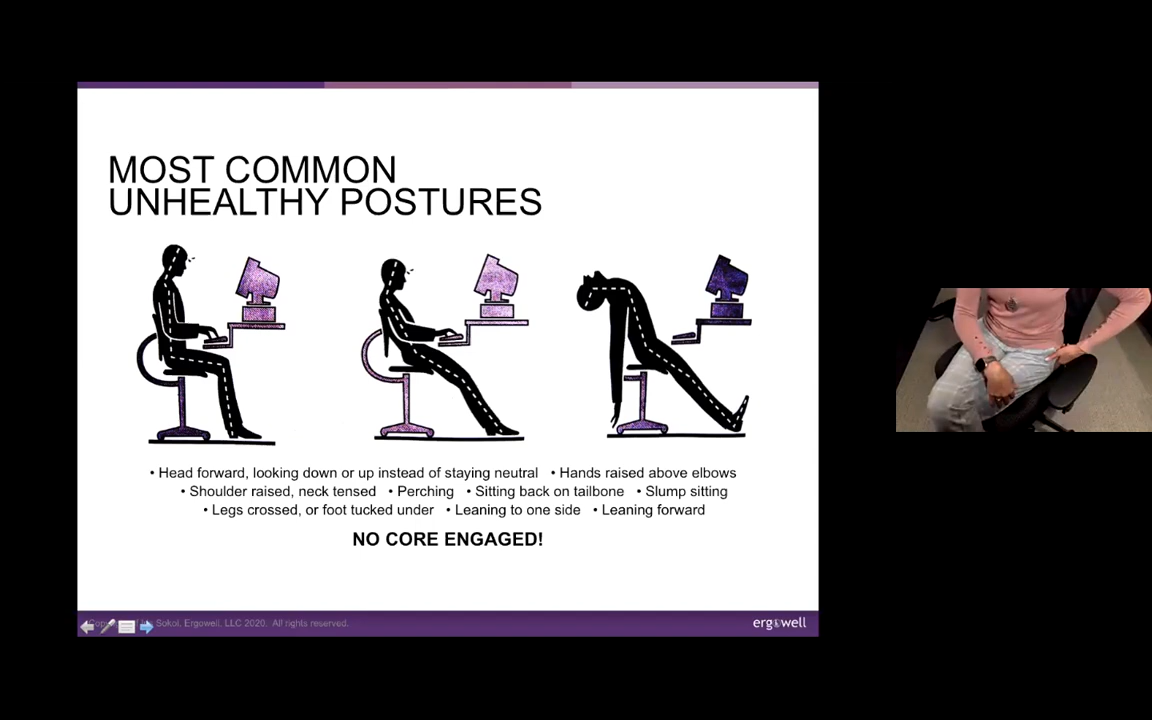 MOST COMMON
UNHEALTHY POSTURES
• Head forward, looking down or up instead of staying neutral • Hands raised above elbows
• Shoulder raised, neck tensed • Perching • Sitting back on tailbone • Slump sitting
• Legs crossed, or foot tucked under • Leaning to one side • Leaning forward
NO CORE ENGAGED!
Sokol. Ergowell, LLC 2020. All rights reserved.
ergowell